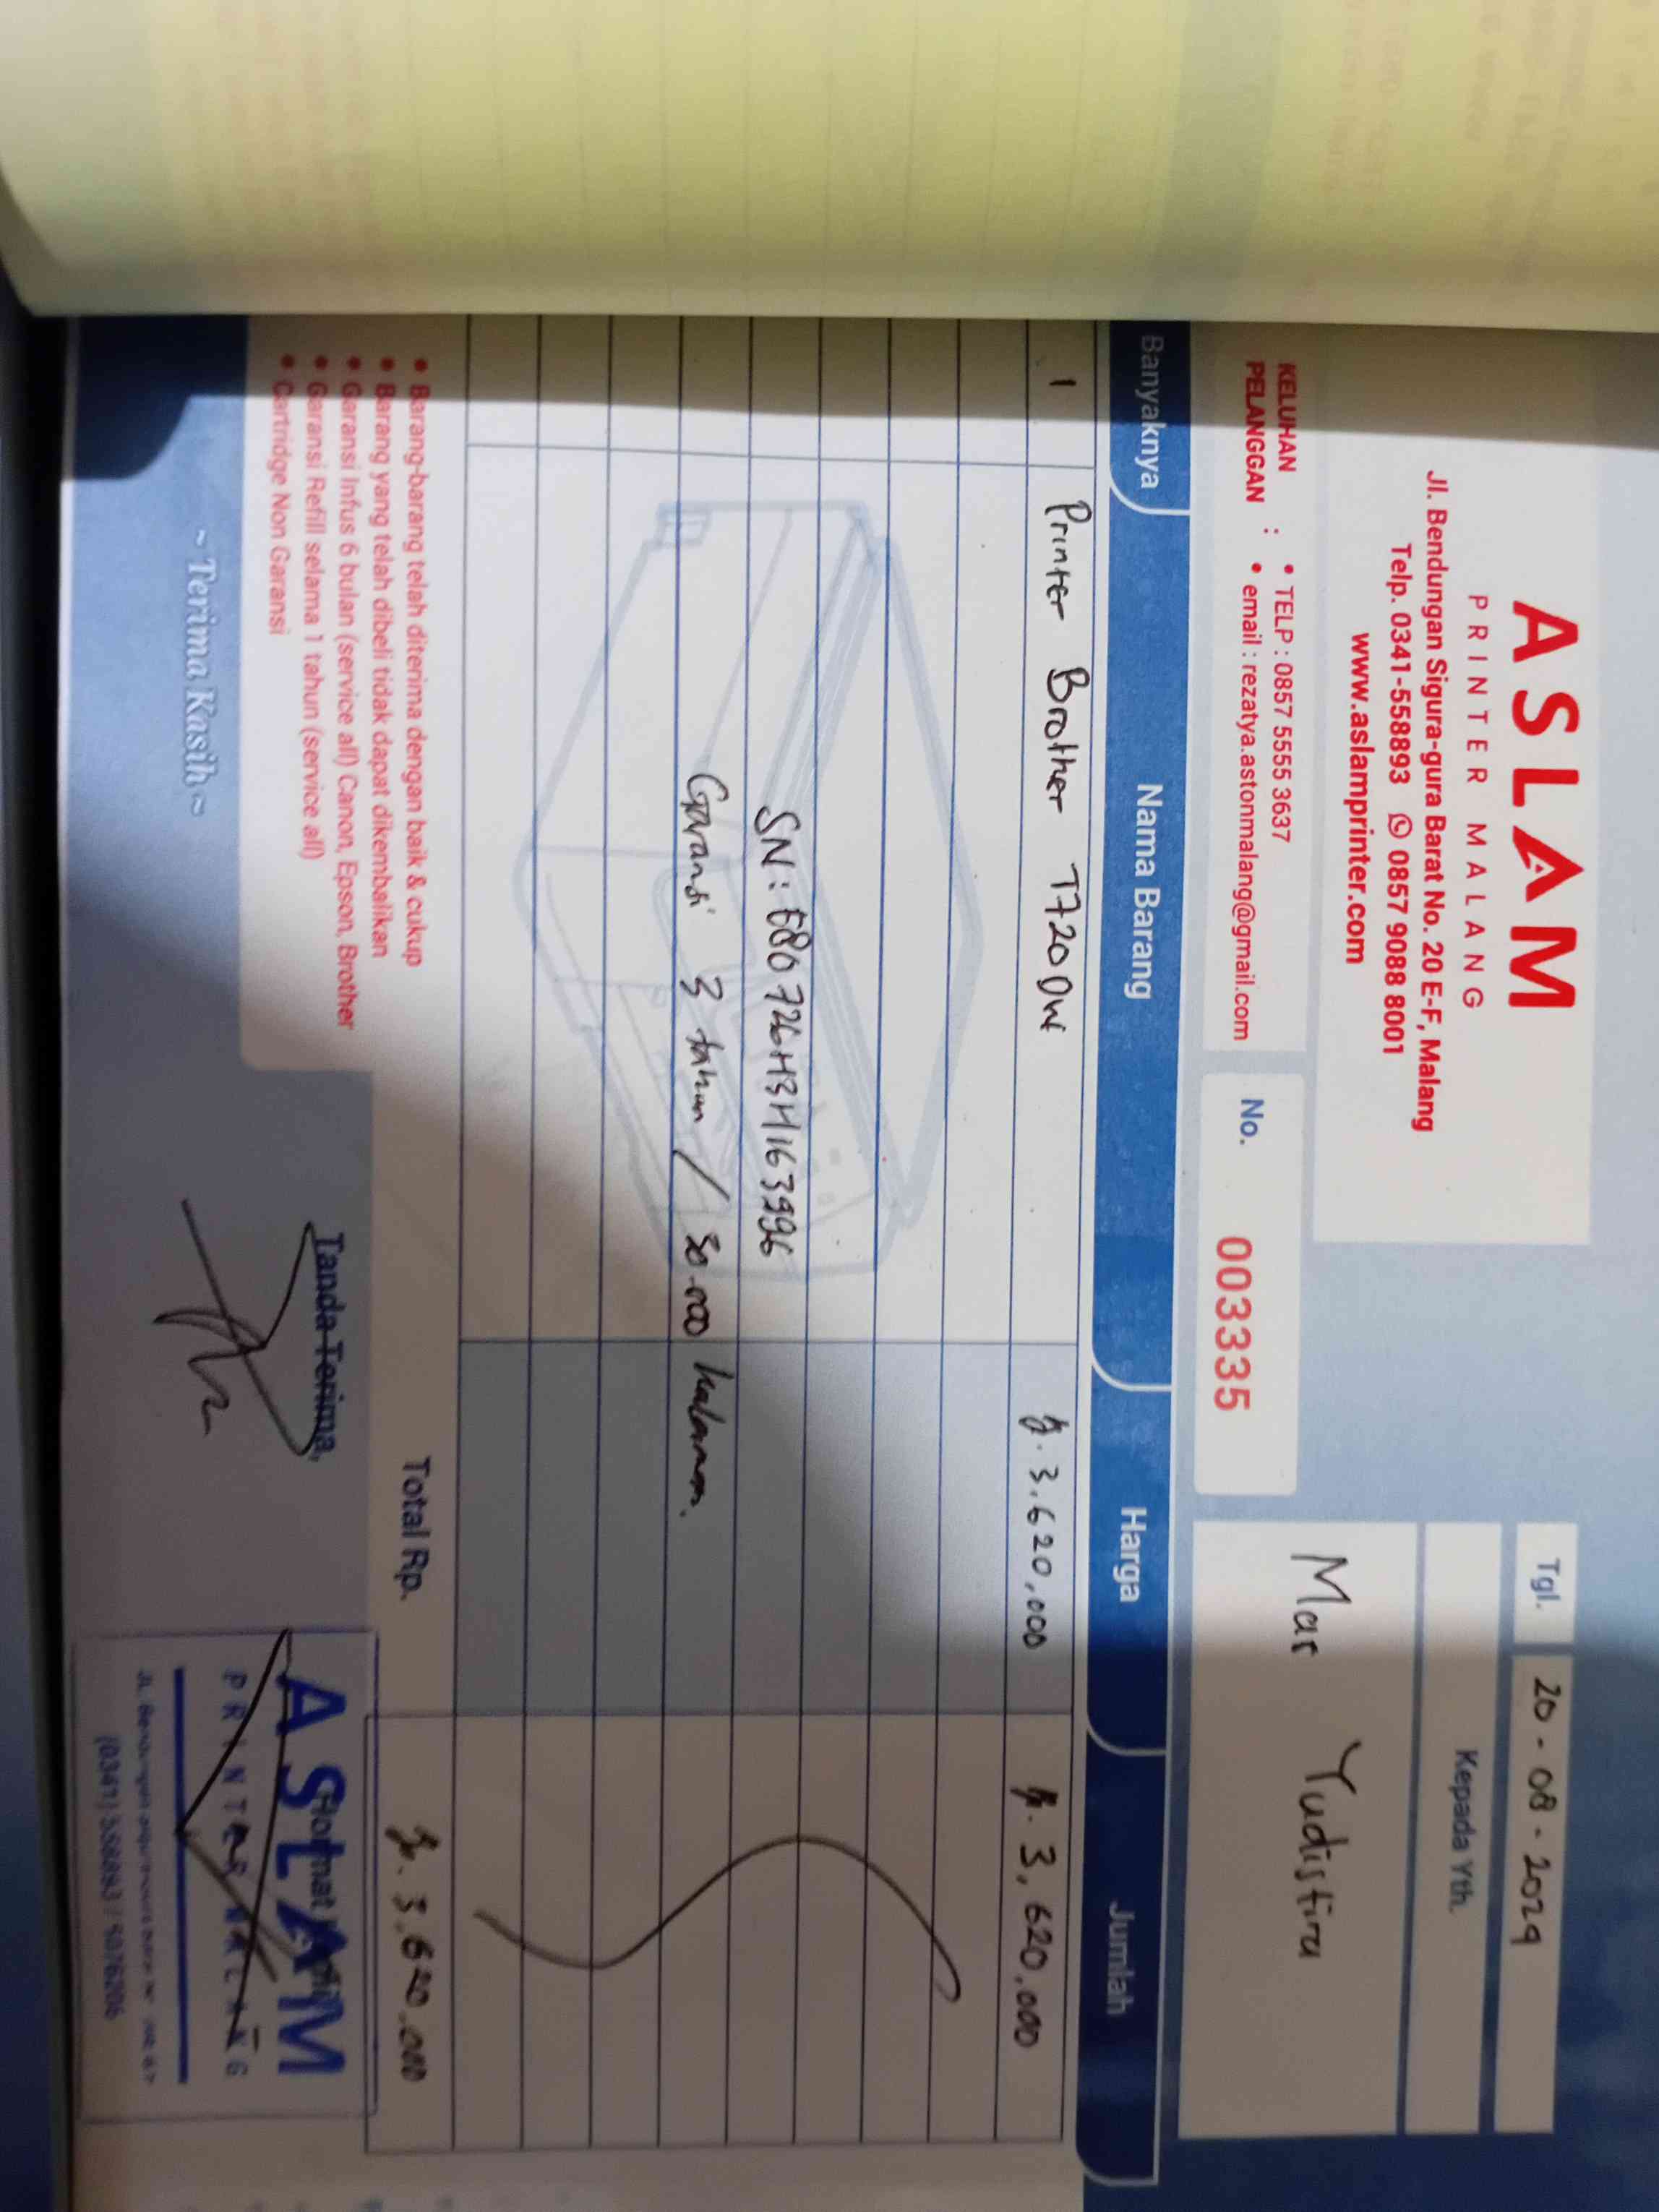 ASLAM
PRINTER MALANG
Jl. Bendungan Sigura-gura Barat No. 20 E-F, Malang
Telp. 0341-558893 0857 9088 8001
www.aslamprinter.com
Tgl. 20-08-2024
Kepada Yth.
Mas Yudistira
KELUHAN PELANGGAN :
• TELP : 0857 5555 3637
• email : rezatya.astonmalang@gmail.com
No. 003335
Banyaknya Nama Barang Harga Jumlah
1 Printer Brother T720DW Rp. 3.620.000 Rp. 3,620.000
SN: E80726H3H163996
Garansi 3 tahun / 30.000 halaman.
Total Rp. Rp. 3.620.000
• Barang-barang telah diterima dengan baik & cukup
• Barang yang telah dibeli tidak dapat dikembalikan
• Garansi Infus 6 bulan (service all) Canon, Epson, Brother
• Garansi Refill selama 1 tahun (service all)
• Cartridge Non Garansi
~ Terima Kasih ~
Tanda Terima,
Hormat
ASLAM
PRINTER MALANG